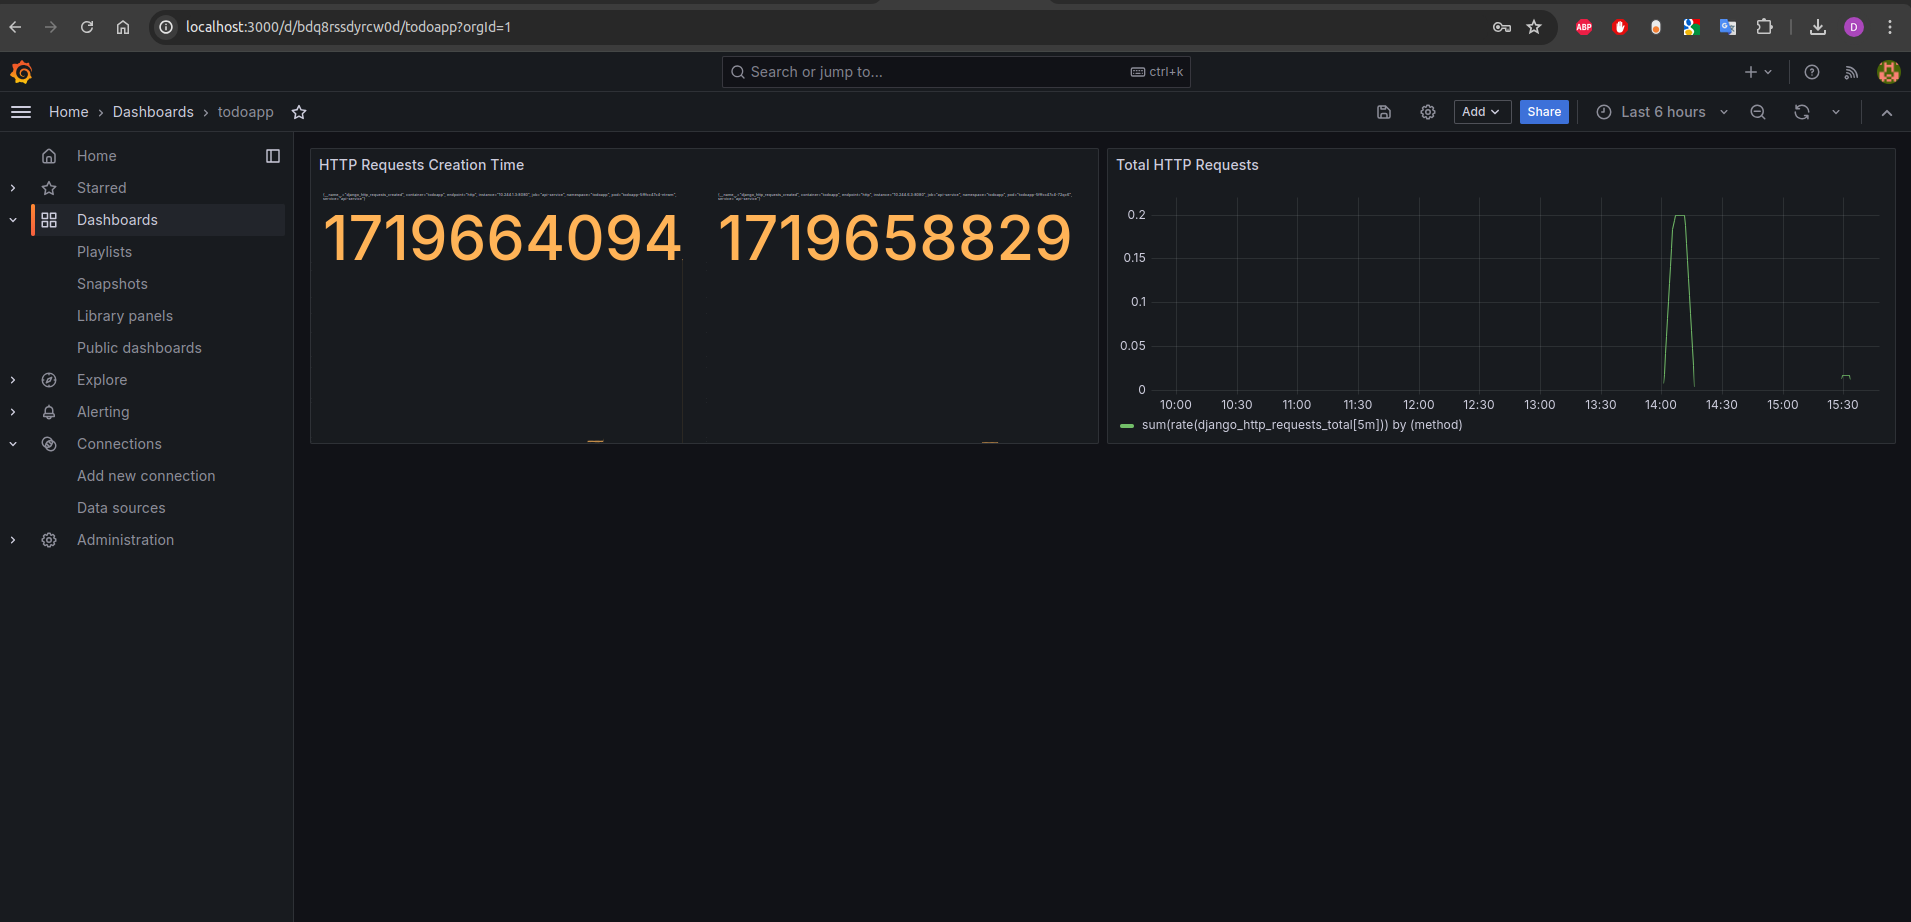 localhost:3000/d/bdq8rssdyrcw0d/todoapp?orgId=1
ABP
D
Search or jump to...
ctrl+k
Home › Dashboards › todoapp
Add
Share
Last 6 hours
Home
Starred
Dashboards
Playlists
Snapshots
Library panels
Public dashboards
Explore
Alerting
Connections
Add new connection
Data sources
Administration
HTTP Requests Creation Time
1719664094
1719658829
Total HTTP Requests
0.2
0.15
0.1
0.05
0
10:00 10:30 11:00 11:30 12:00 12:30 13:00 13:30 14:00 14:30 15:00 15:30
sum(rate(django_http_requests_total[5m])) by (method)